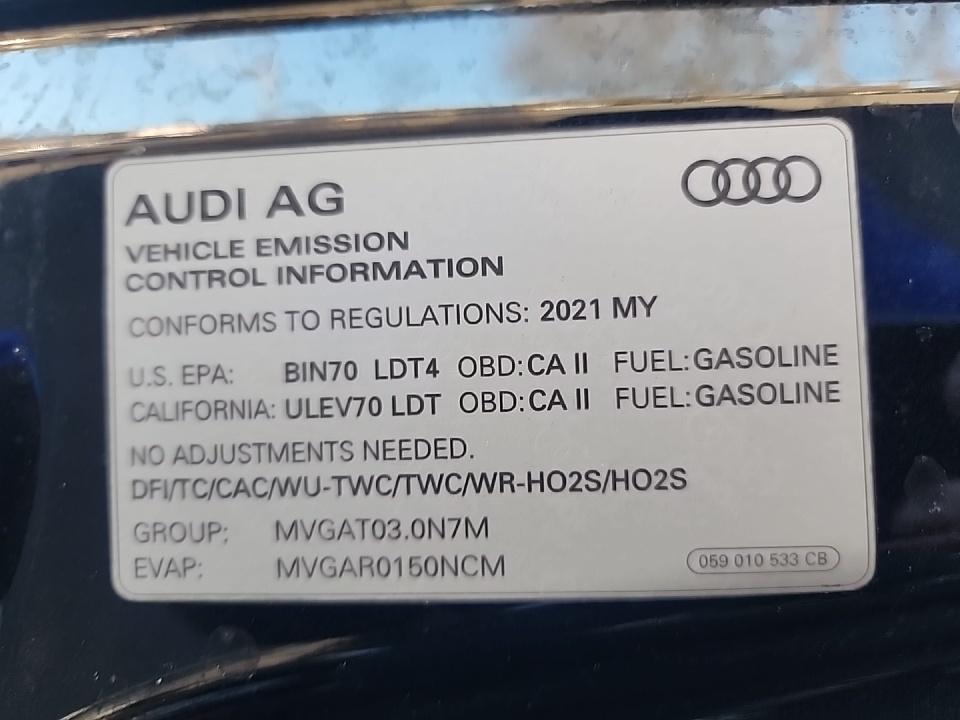 AUDI AG
VEHICLE EMISSION
CONTROL INFORMATION
CONFORMS TO REGULATIONS: 2021 MY
U.S. EPA: BIN70 LDT4 OBD: CA II FUEL: GASOLINE
CALIFORNIA: ULEV70 LDT OBD: CA II FUEL: GASOLINE
NO ADJUSTMENTS NEEDED.
DFI/TC/CAC/WU-TWC/TWC/WR-HO2S/HO2S
GROUP: MVGAT03.0N7M
EVAP: MVGAR0150NCM
059 010 533 CB